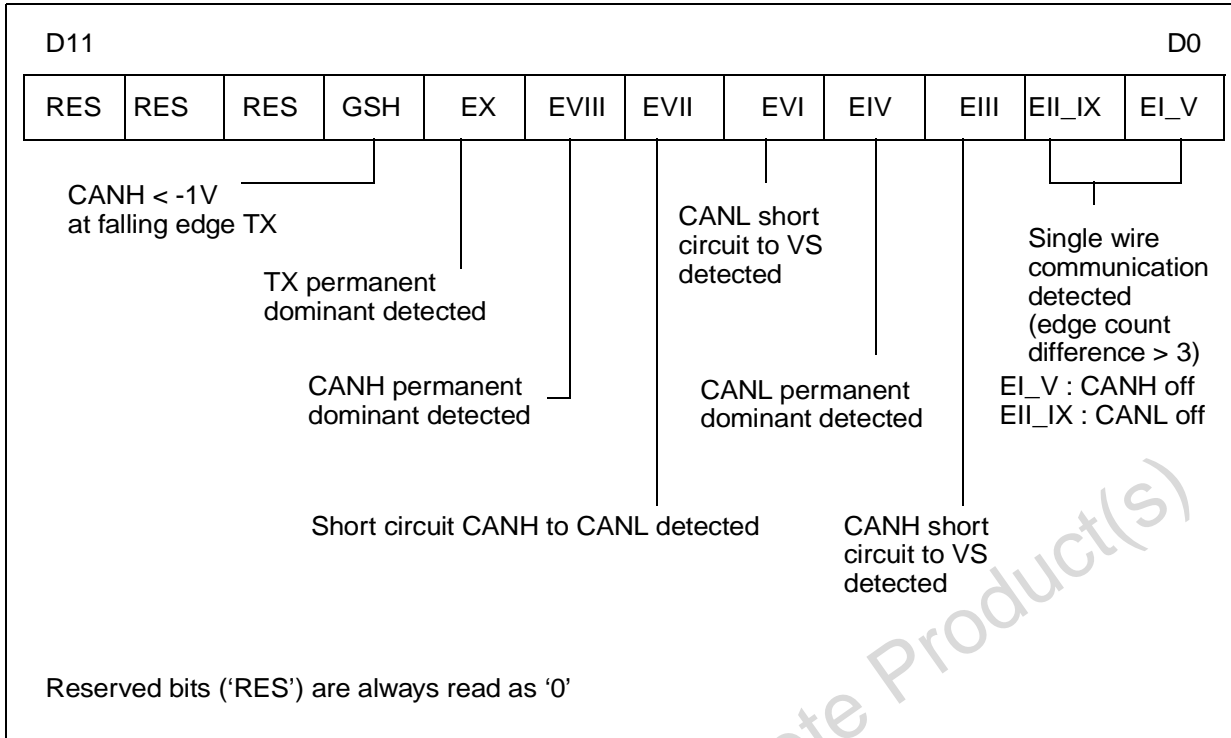 D11 D0
RES RES RES GSH EX EVIII EVII EVI EIV EIII EII_IX EI_V
CANH < -1V
at falling edge TX
CANL short
circuit to VS
detected
Single wire
communication
detected
(edge count
difference > 3)
EI_V : CANH off
EII_IX : CANL off
TX permanent
dominant detected
CANH permanent
dominant detected
CANL permanent
dominant detected
Short circuit CANH to CANL detected
CANH short
circuit to VS
detected
Reserved bits (‘RES’) are always read as ‘0’
Product(s)